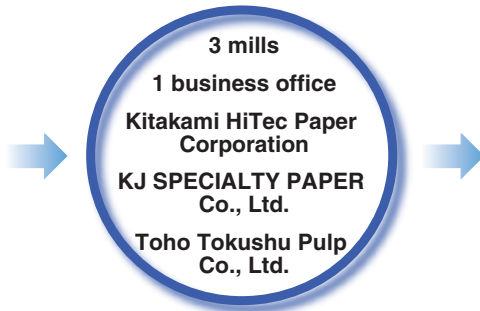 3 mills
1 business office
Kitakami HiTec Paper
Corporation
KJ SPECIALTY PAPER
Co., Ltd.
Toho Tokushu Pulp
Co., Ltd.